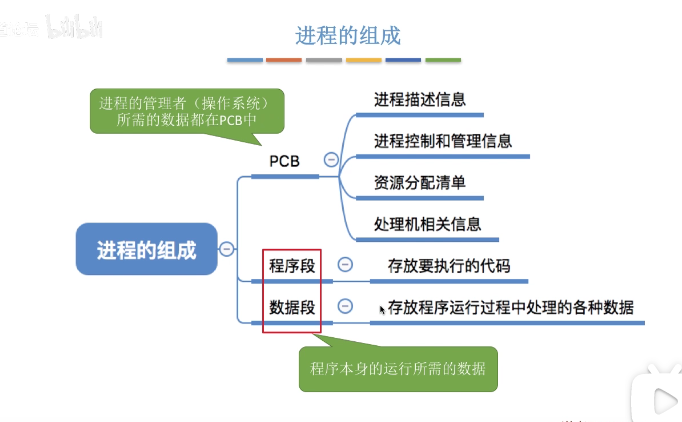 进程的组成
进程的管理者（操作系统）
所需的数据都在PCB中
进程描述信息
进程控制和管理信息
PCB
资源分配清单
处理机相关信息
进程的组成
程序段
存放要执行的代码
数据段
存放程序运行过程中处理的各种数据
程序本身的运行所需的数据